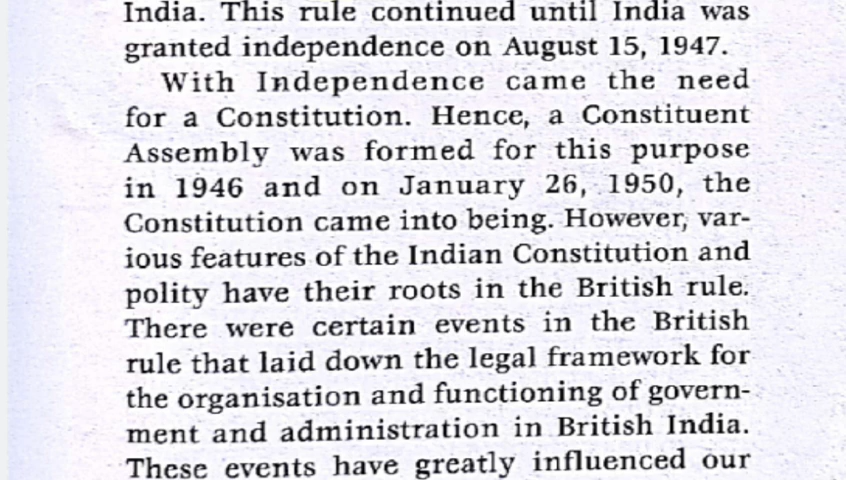 India. This rule continued until India was
granted independence on August 15, 1947.
With Independence came the need
for a Constitution. Hence, a Constituent
Assembly was formed for this purpose
in 1946 and on January 26, 1950, the
Constitution came into being. However, var-
ious features of the Indian Constitution and
polity have their roots in the British rule.
There were certain events in the British
rule that laid down the legal framework for
the organisation and functioning of govern-
ment and administration in British India.
These events have greatly influenced our